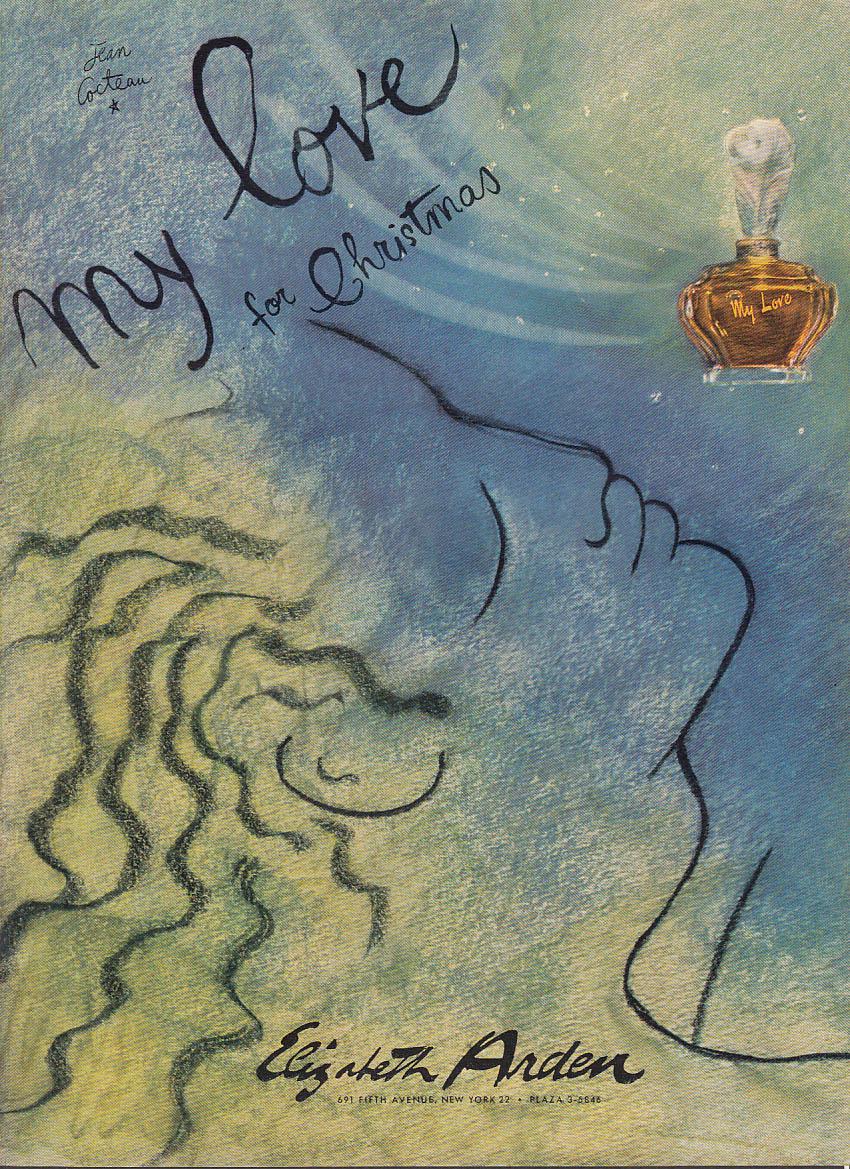 Jean
Cocteau
My love
for Christmas
"My Love
Elizabeth Arden
691 FIFTH AVENUE, NEW YORK 22 • PLAZA 3-5846